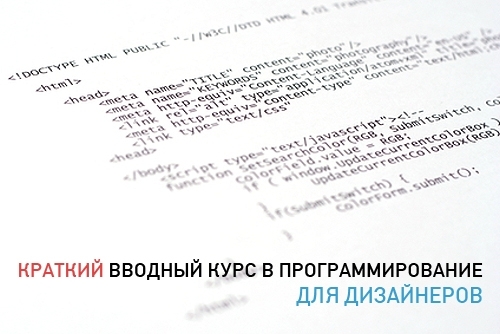 <!DOCTYPE HTML PUBLIC "-//W3C//DTD HTML 4.01 Transition
<html>
<head>
<meta name="TITLE" content="photo"/>
<meta name="KEYWORDS" content="photography"/>
<meta http-equiv="Content-Language" content="en-us" />
<link rel="alt" type="application/atom+xml" title=
<meta http-equiv="content-type" content="text/html;
<link type="text/css"
<head>
</body>
<script type="text/javascript"><!--
function SetSearchColor(RGB, SubmitSwitch,
ColorField.value = RGB;
if ( window.UpdateCurrentColorBox )
UpdateCurrentColorBox(RGB)
}
if(submitSwitch) {
ColorForm.submit();
}
КРАТКИЙ ВВОДНЫЙ КУРС В ПРОГРАММИРОВАНИЕ
ДЛЯ ДИЗАЙНЕРОВ